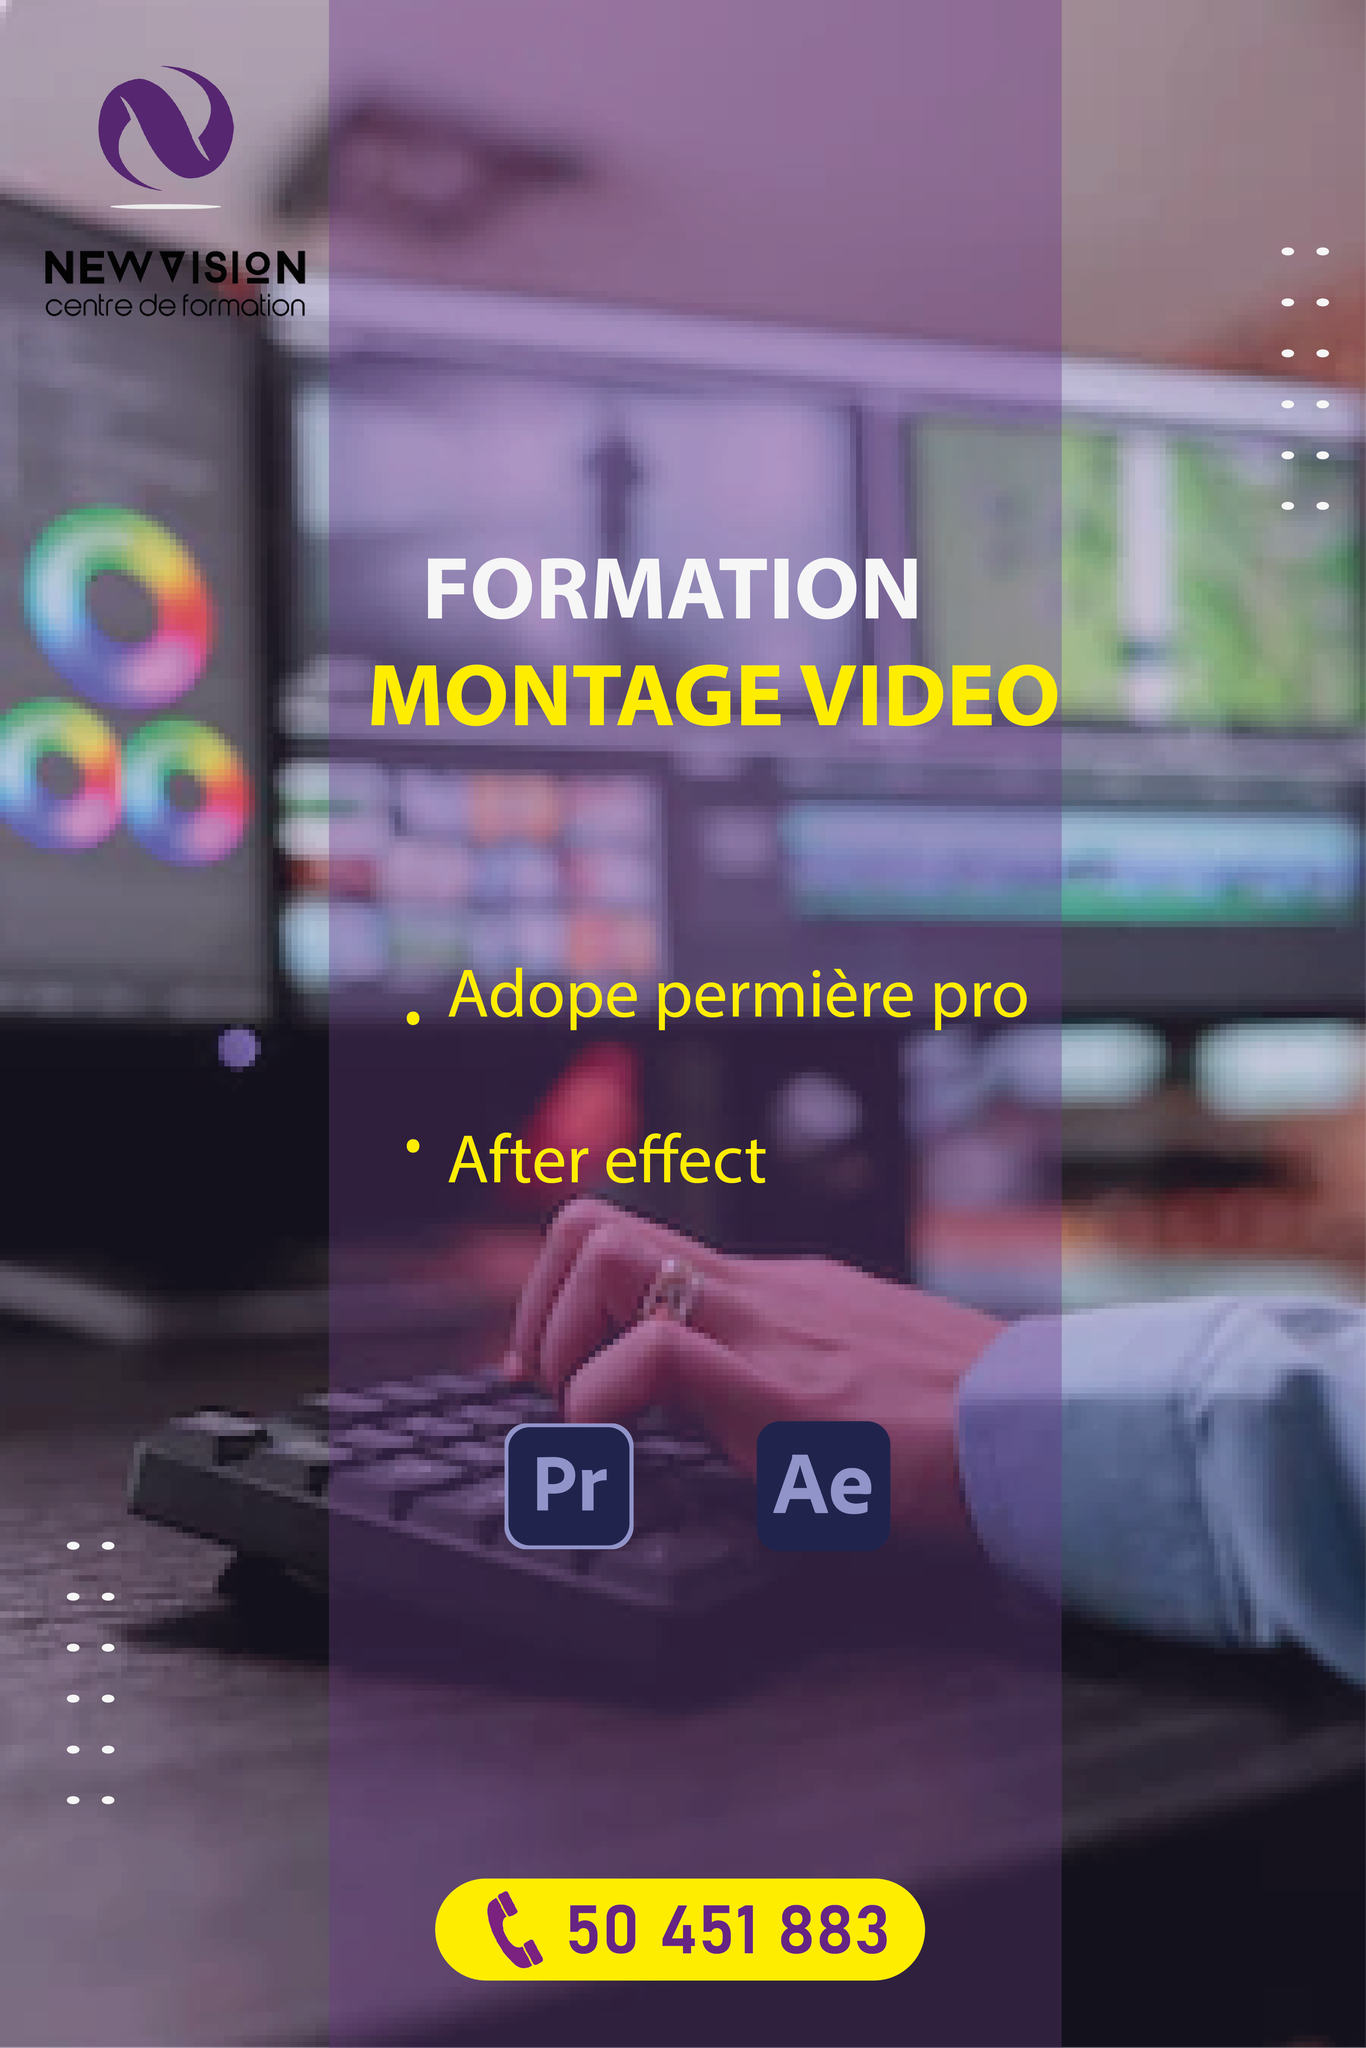 NEWVISION
centre de formation
FORMATION
MONTAGE VIDEO
• Adope permière pro
• After effect
Pr
Ae
50 451 883